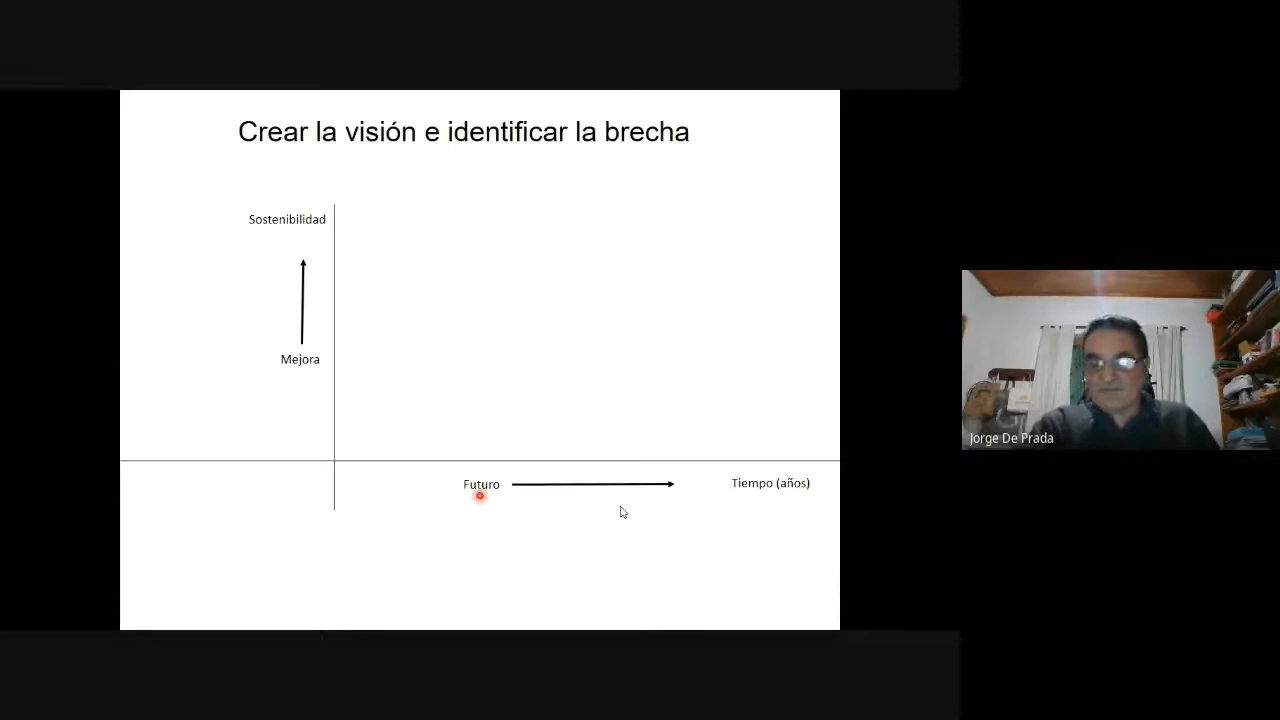 Crear la visión e identificar la brecha
Sostenibilidad
Mejora
Futuro
Tiempo (años)
Jorge De Prada